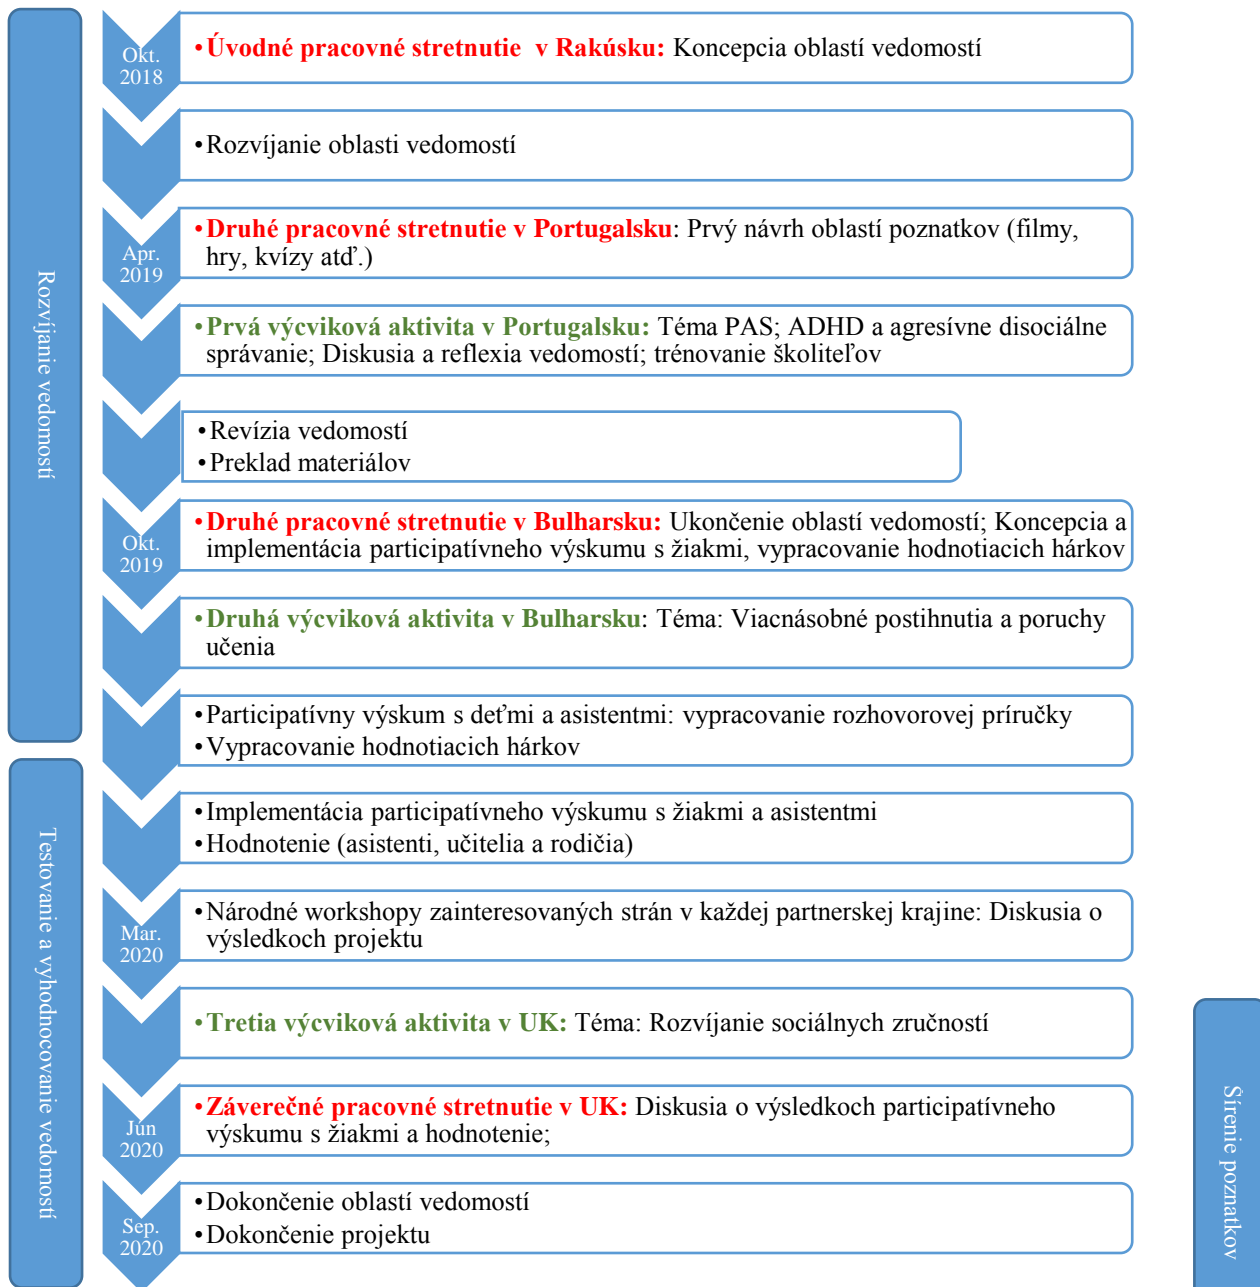 Rozvíjanie vedomostí
Okt.
2018
•Úvodné pracovné stretnutie v Rakúsku: Koncepcia oblastí vedomostí
•Rozvíjanie oblasti vedomostí
Apr.
2019
•Druhé pracovné stretnutie v Portugalsku: Prvý návrh oblastí poznatkov (filmy,
hry, kvízy atď.)
•Prvá výcviková aktivita v Portugalsku: Téma PAS; ADHD a agresívne disociálne
správanie; Diskusia a reflexia vedomostí; trénovanie školiteľov
•Revízia vedomostí
•Preklad materiálov
Okt.
2019
•Druhé pracovné stretnutie v Bulharsku: Ukončenie oblastí vedomostí; Koncepcia a
implementácia participatívneho výskumu s žiakmi, vypracovanie hodnotiacich hárkov
•Druhá výcviková aktivita v Bulharsku: Téma: Viacnásobné postihnutia a poruchy
učenia
•Participatívny výskum s deťmi a asistentmi: vypracovanie rozhovorovej príručky
•Vypracovanie hodnotiacich hárkov
Testovanie a vyhodnocovanie vedomostí
•Implementácia participatívneho výskumu s žiakmi a asistentmi
•Hodnotenie (asistenti, učitelia a rodičia)
Mar.
2020
•Národné workshopy zainteresovaných strán v každej partnerskej krajine: Diskusia o
výsledkoch projektu
•Tretia výcviková aktivita v UK: Téma: Rozvíjanie sociálnych zručností
Jún
2020
•Záverečné pracovné stretnutie v UK: Diskusia o výsledkoch participatívneho
výskumu s žiakmi a hodnotenie;
Sep.
2020
•Dokončenie oblastí vedomostí
•Dokončenie projektu
Šírenie poznatkov